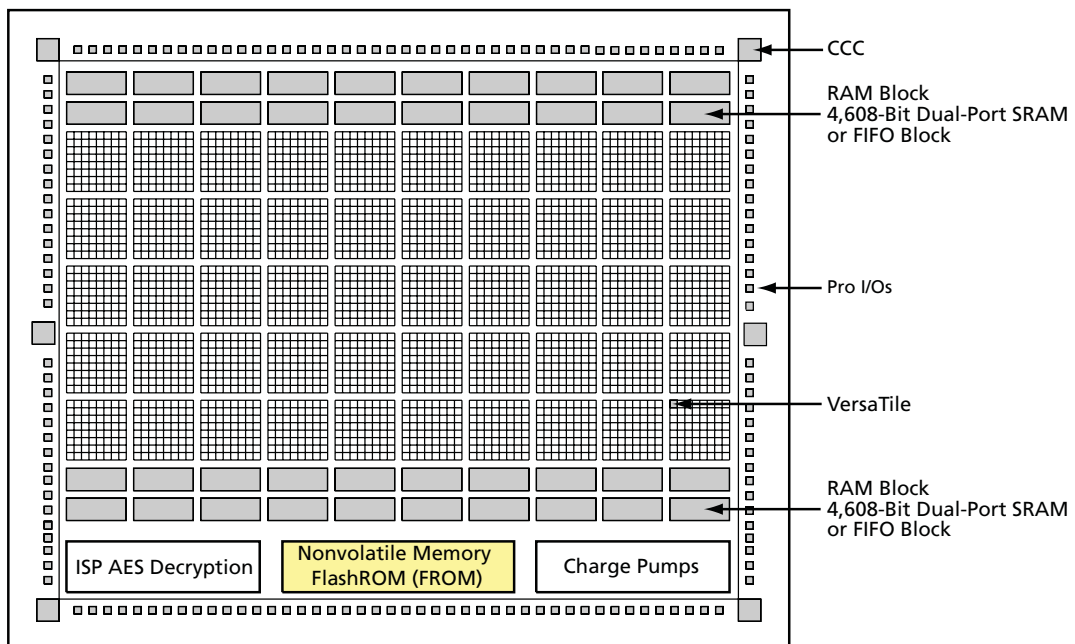 CCC
RAM Block
4,608-Bit Dual-Port SRAM
or FIFO Block
Pro I/Os
VersaTile
RAM Block
4,608-Bit Dual-Port SRAM
or FIFO Block
ISP AES Decryption
Nonvolatile Memory
FlashROM (FROM)
Charge Pumps